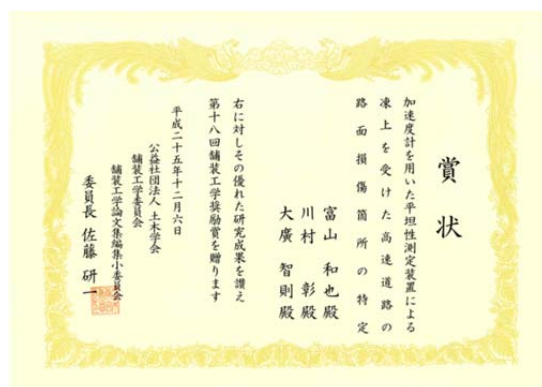 賞状
加速度計を用いた平坦性測定装置による
凍上を受けた高速道路の
路面損傷箇所の特定
富山 和也殿
川村 彰殿
大廣 智則殿
右に対しその優れた研究成果を讃え
第十八回舗装工学奨励賞を贈ります
平成二十五年十二月六日
公益社団法人 土木学会
舗装工学委員会
舗装工学論文集編集小委員会
委員長 佐藤 研一